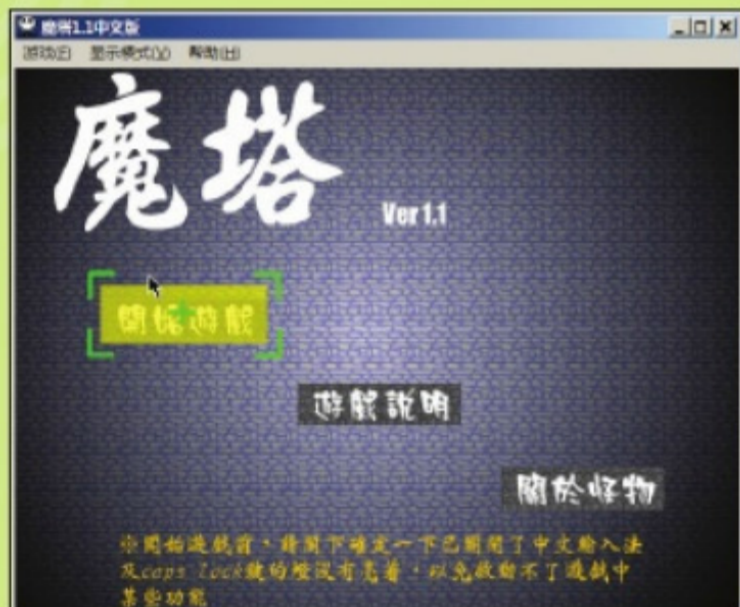 魔塔1.1中文版
游戏(F) 显示模式(V) 帮助(H)
魔塔
Ver 1.1
開始遊戲
遊戲說明
關於怪物
※開始遊戲前，請閣下確定一下已關閉了中文輸入法
及caps lock鍵的燈沒有亮著，以免啟動不了遊戲中
某些功能